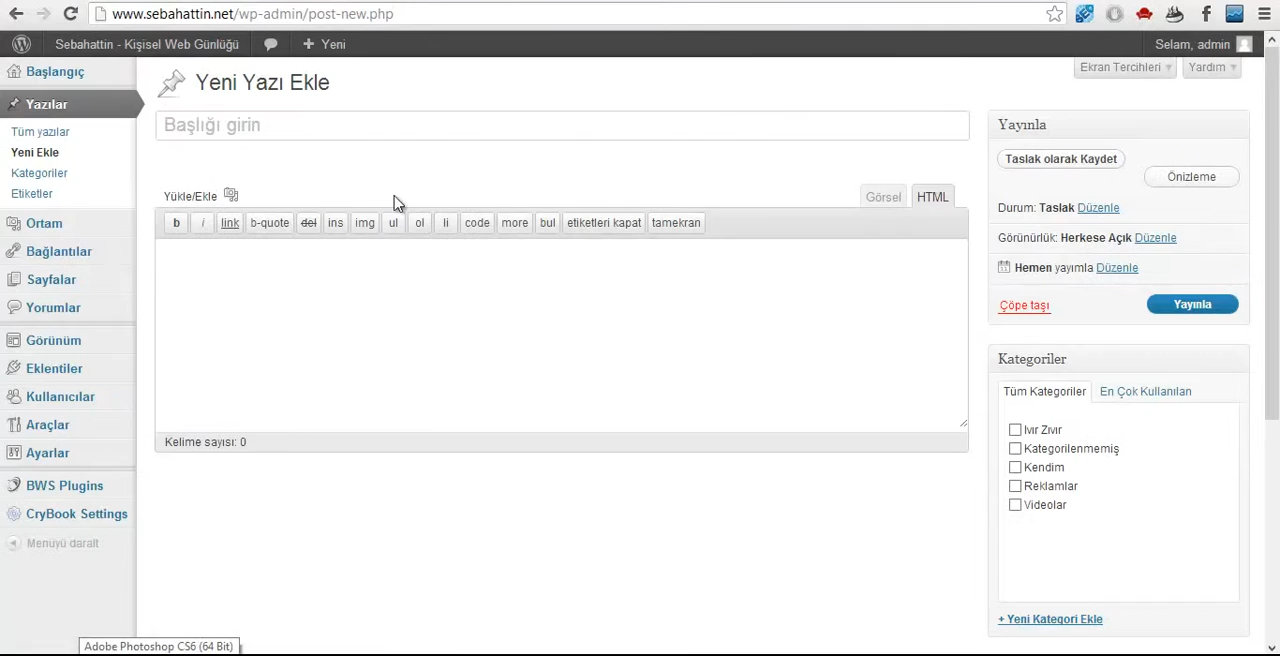 www.sebahattin.net/wp-admin/post-new.php
Sebahattin - Kişisel Web Günlüğü
Yeni
Selam, admin
Başlangıç
Yazılar
Tüm yazılar
Yeni Ekle
Kategoriler
Etiketler
Ortam
Bağlantılar
Sayfalar
Yorumlar
Görünüm
Eklentiler
Kullanıcılar
Araçlar
Ayarlar
BWS Plugins
CryBook Settings
Menüyü daralt
Ekran Tercihleri
Yardım
Yeni Yazı Ekle
Başlığı girin
Yükle/Ekle
Görsel
HTML
b
i
link
b-quote
del
ins
img
ul
ol
li
code
more
bul
etiketleri kapat
tamekran
Kelime sayısı: 0
Yayınla
Taslak olarak Kaydet
Önizleme
Durum: Taslak Düzenle
Görünürlük: Herkese Açık Düzenle
Hemen yayımla Düzenle
Çöpe taşı
Yayınla
Kategoriler
Tüm Kategoriler
En Çok Kullanılan
Ivır Zıvır
Kategorilenmemiş
Kendim
Reklamlar
Videolar
+ Yeni Kategori Ekle
Adobe Photoshop CS6 (64 Bit)